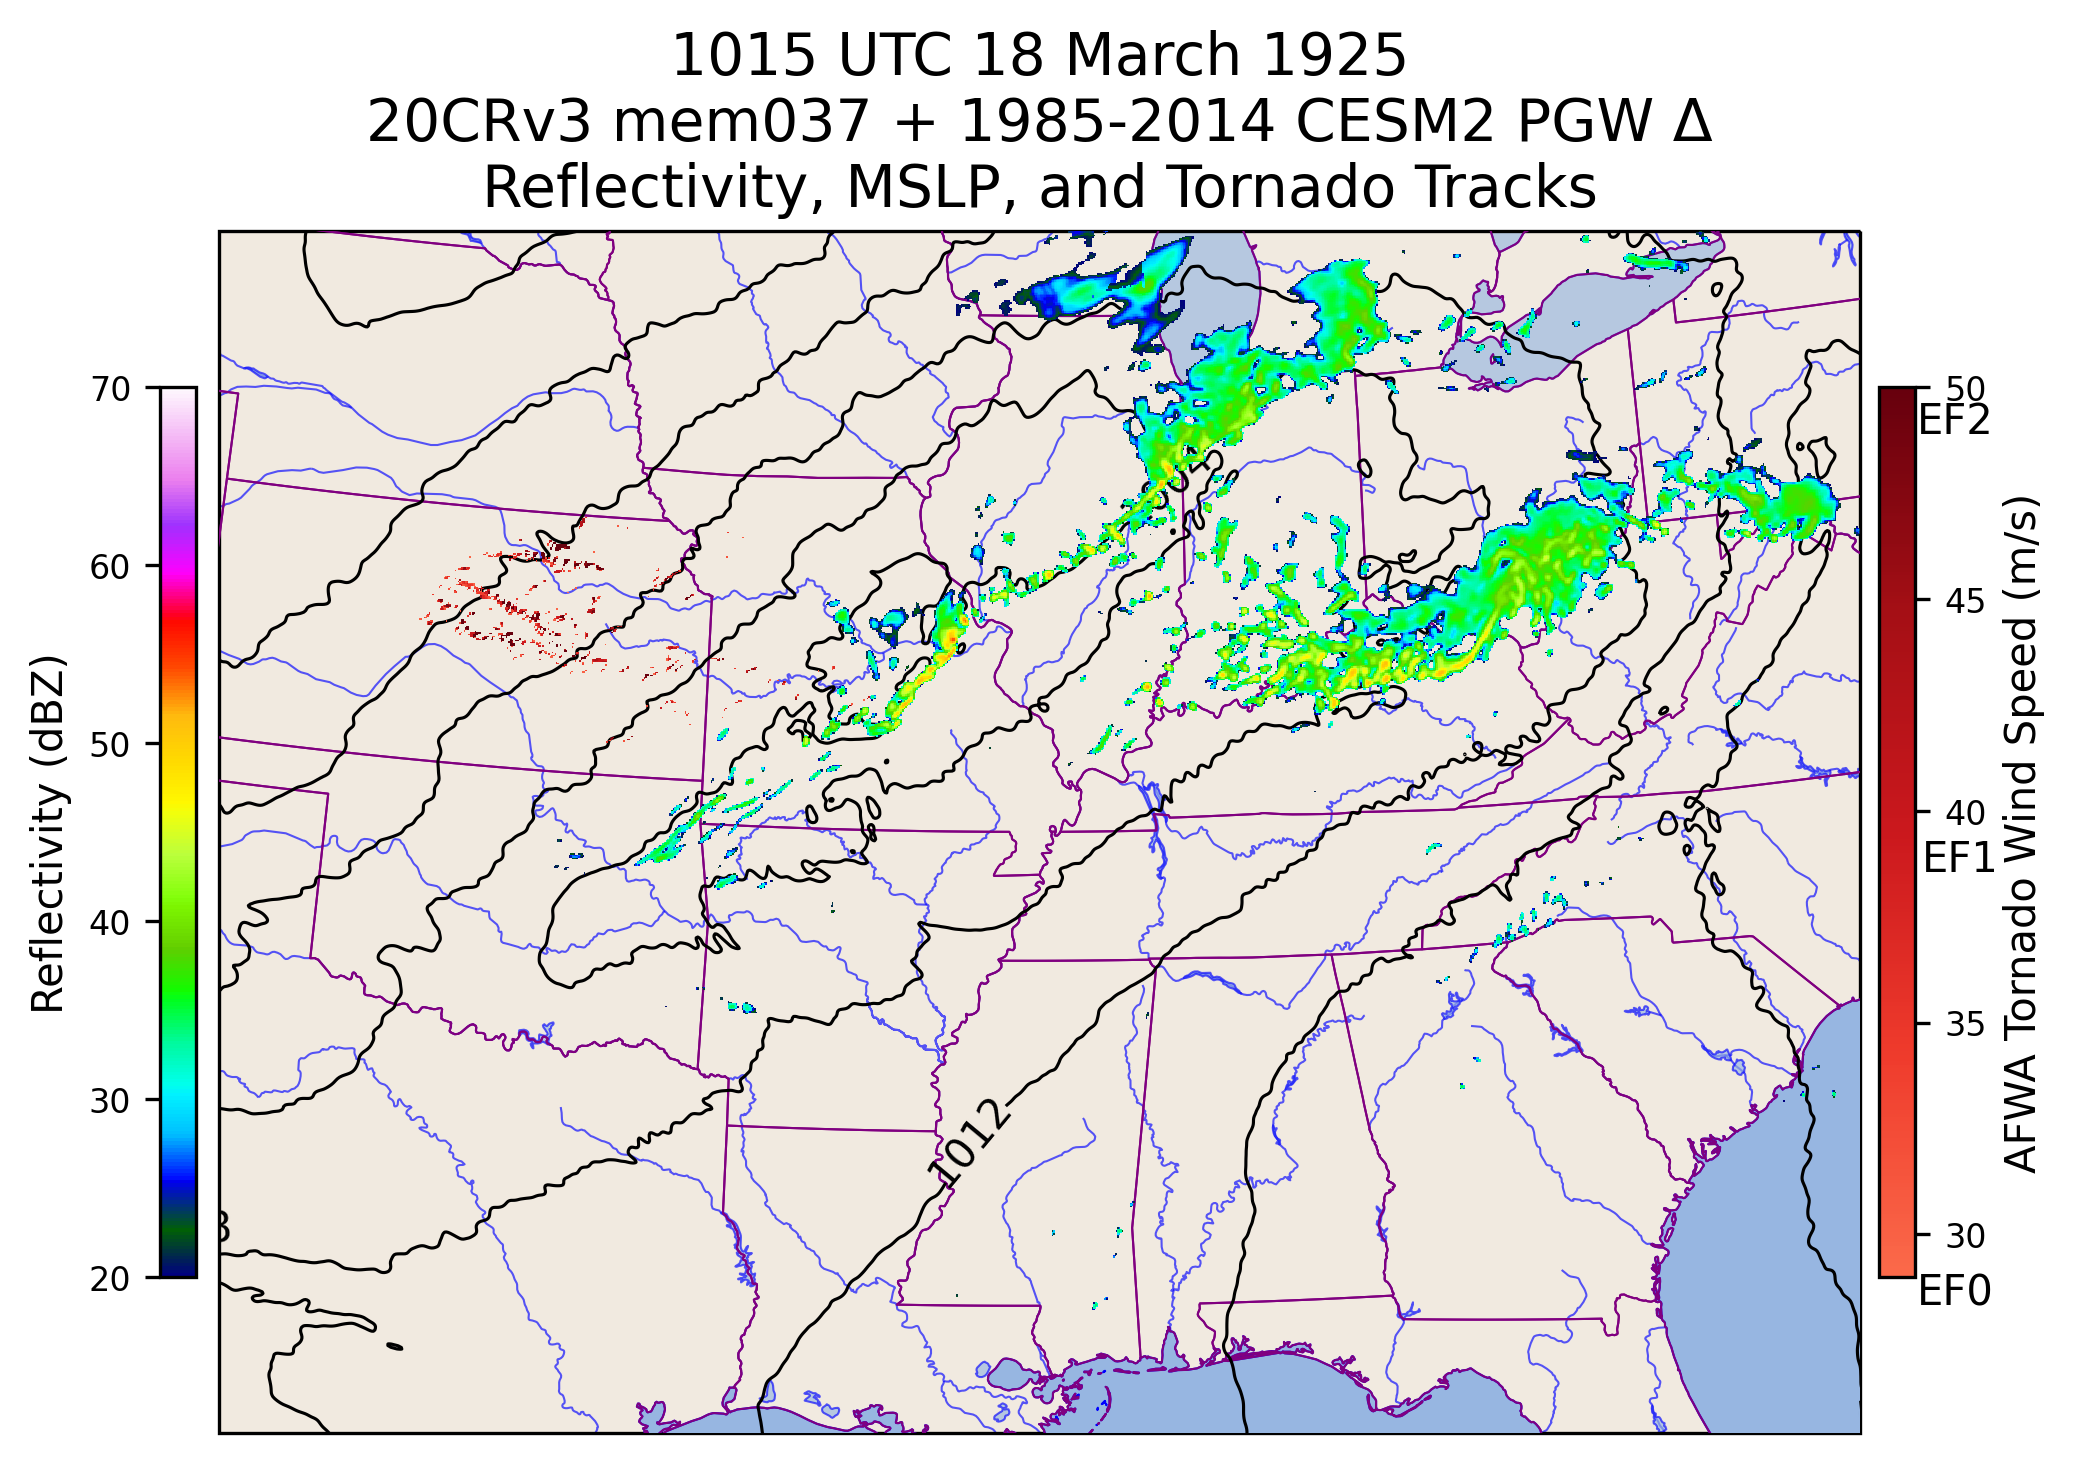 1015 UTC 18 March 1925
20CRv3 mem037 + 1985-2014 CESM2 PGW Δ
Reflectivity, MSLP, and Tornado Tracks
70
60
50
40
30
20
Reflectivity (dBZ)
1012
50
EF2
45
40
EF1
35
30
EF0
AFWA Tornado Wind Speed (m/s)